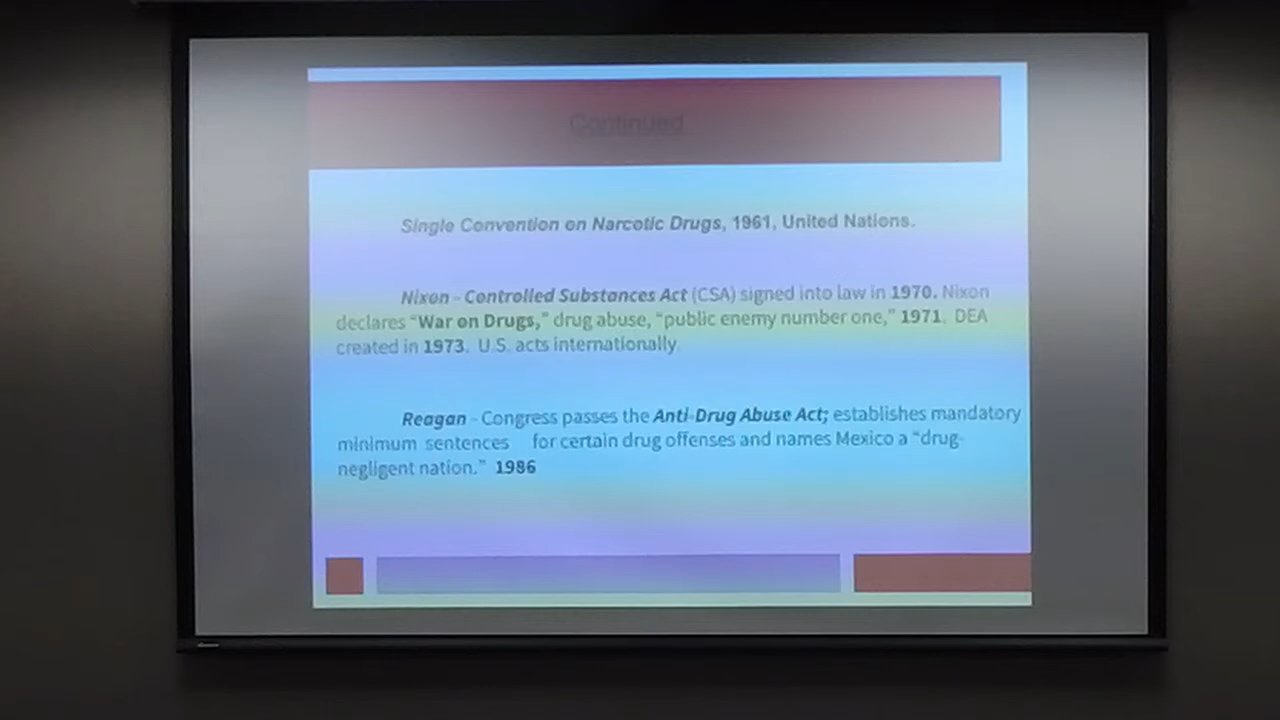 Continued
Single Convention on Narcotic Drugs, 1961, United Nations.
Nixon - Controlled Substances Act (CSA) signed into law in 1970. Nixon
declares “War on Drugs,” drug abuse, “public enemy number one,” 1971. DEA
created in 1973. U.S. acts internally.
Reagan - Congress passes the Anti-Drug Abuse Act; establishes mandatory
minimum sentences for certain drug offenses and names Mexico a “drug-
negligent nation.” 1986